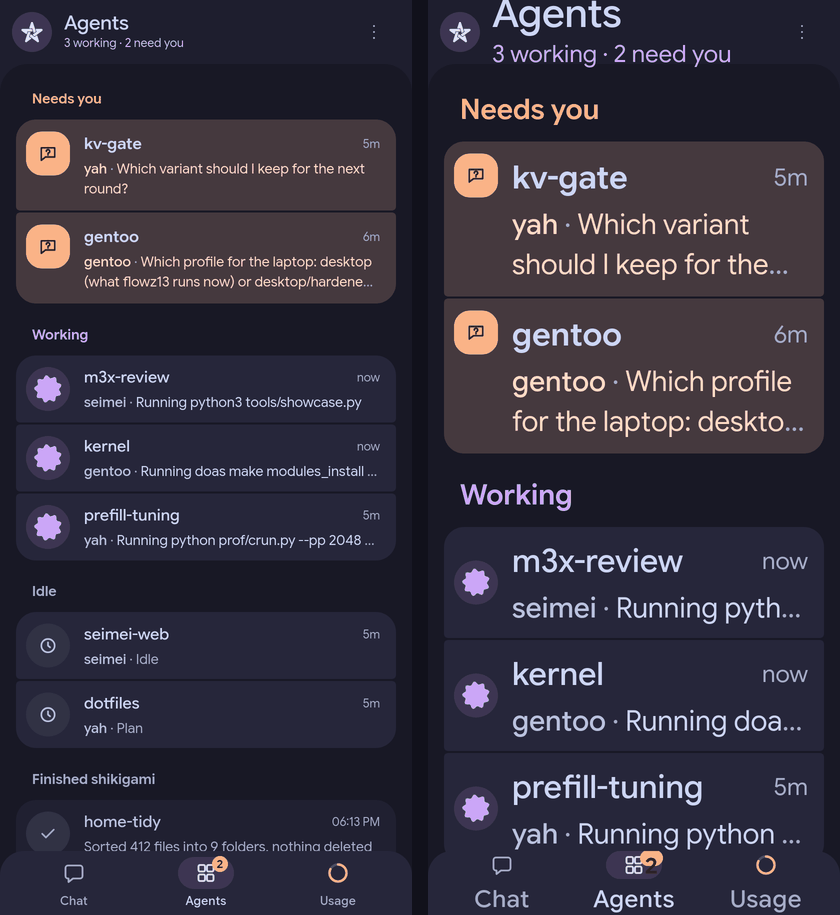 Agents
3 working · 2 need you
Needs you
kv-gate
5m
yah · Which variant should I keep for the next
round?
gentoo
6m
gentoo · Which profile for the laptop: desktop
(what flowz13 runs now) or desktop/hardene...
Working
m3x-review
now
seimei · Running python3 tools/showcase.py
kernel
now
gentoo · Running doas make modules_install ...
prefill-tuning
5m
yah · Running python prof/crun.py --pp 2048 ...
Idle
seimei-web
5m
seimei · Idle
dotfiles
5m
yah · Plan
Finished shikigami
home-tidy
06:13 PM
Sorted 412 files into 9 folders, nothing deleted
2
Chat
Agents
Usage
Agents
3 working · 2 need you
Needs you
kv-gate
5m
yah · Which variant
should I keep for the...
gentoo
6m
gentoo · Which profile
for the laptop: deskto...
Working
m3x-review
now
seimei · Running pyth...
kernel
now
gentoo · Running doa...
prefill-tuning
5m
yah · Running python ...
2
Chat
Agents
Usage